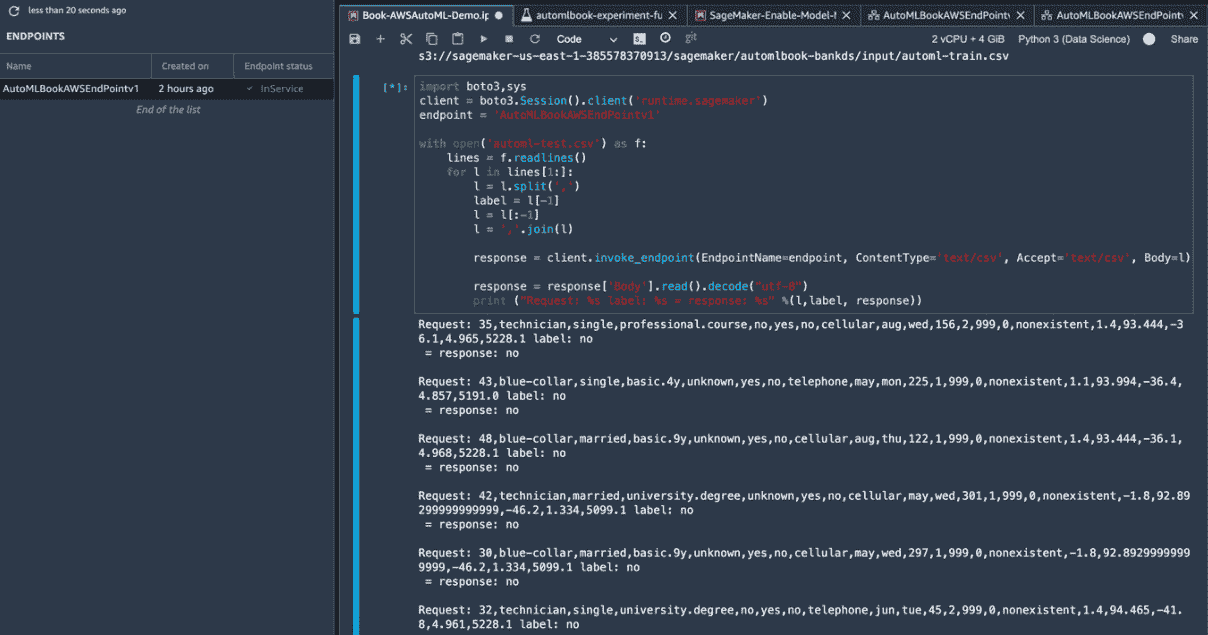 less than 20 seconds ago
ENDPOINTS
Name Created on Endpoint status
AutoMLBookAWSEndPointv1 2 hours ago InService
End of the list
Book-AWSAutoML-Demo.ip automlbook-experiment-fu SageMaker-Enable-Model-M AutoMLBookAWSEndPointv AutoMLBookAWSEndPointv
Code git 2 vCPU + 4 GiB Python 3 (Data Science) Share
s3://sagemaker-us-east-1-385578370913/sagemaker/automlbook-bankds/input/automl-train.csv
[*]: import boto3,sys
client = boto3.Session().client('runtime.sagemaker')
endpoint = 'AutoMLBookAWSEndPointv1'
with open('automl-test.csv') as f:
lines = f.readlines()
for l in lines[1:]:
l = l.split(',')
label = l[-1]
l = l[:-1]
l = ','.join(l)
response = client.invoke_endpoint(EndpointName=endpoint, ContentType='text/csv', Accept='text/csv', Body=l)
response = response['Body'].read().decode("utf-8")
print ("Request: %s label: %s = response: %s" %(l,label, response))
Request: 35,technician,single,professional.course,no,yes,no,cellular,aug,wed,156,2,999,0,nonexistent,1.4,93.444,-3
6.1,4.965,5228.1 label: no
= response: no
Request: 43,blue-collar,single,basic.4y,unknown,yes,no,telephone,may,mon,225,1,999,0,nonexistent,1.1,93.994,-36.4,
4.857,5191.0 label: no
= response: no
Request: 48,blue-collar,married,basic.9y,unknown,yes,no,cellular,aug,thu,122,1,999,0,nonexistent,1.4,93.444,-36.1,
4.968,5228.1 label: no
= response: no
Request: 42,technician,married,university.degree,unknown,yes,no,cellular,may,wed,301,1,999,0,nonexistent,-1.8,92.89
299999999999,-46.2,1.334,5099.1 label: no
= response: no
Request: 30,blue-collar,married,basic.9y,unknown,yes,no,cellular,may,wed,297,1,999,0,nonexistent,-1.8,92.8929999999
9999,-46.2,1.334,5099.1 label: no
= response: no
Request: 32,technician,single,university.degree,no,yes,no,telephone,jun,tue,45,2,999,0,nonexistent,1.4,94.465,-41.
8,4.961,5228.1 label: no